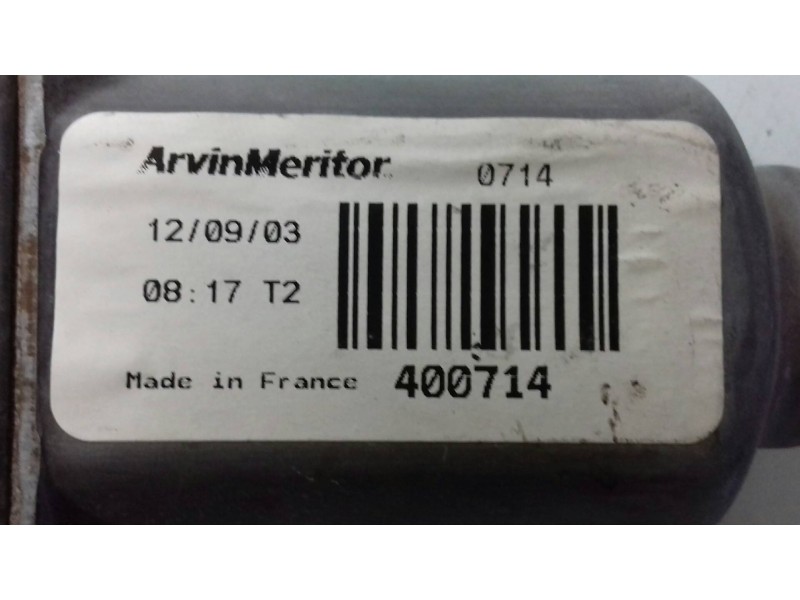 ArvinMeritor 0714
12/09/03
08:17 T2
Made in France 400714